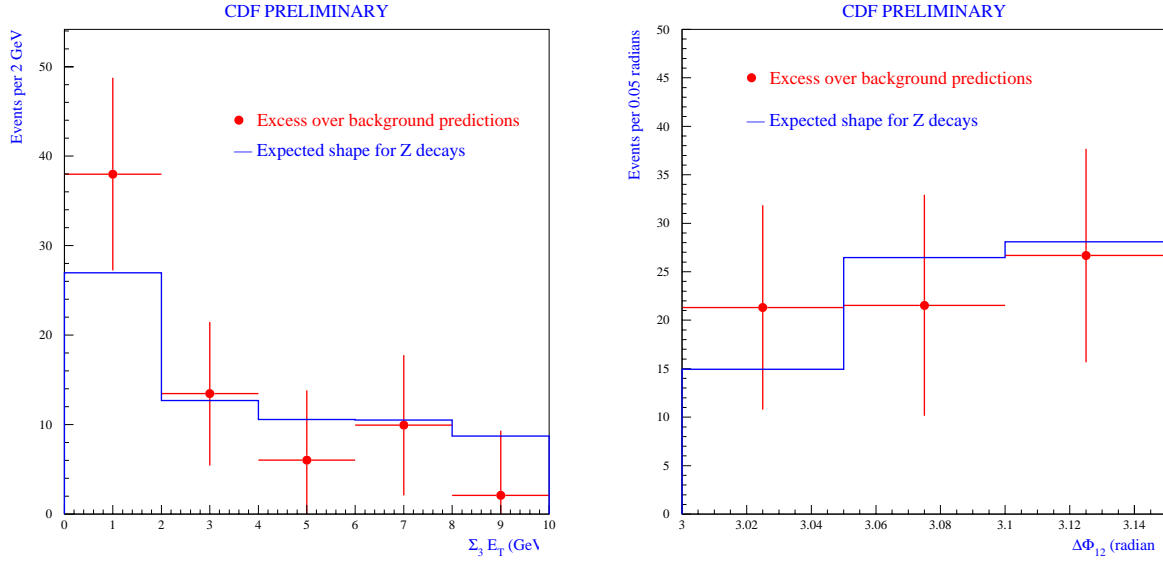 CDF PRELIMINARY
Events per 2 GeV
50
40
30
20
10
0
Excess over background predictions
— Expected shape for Z decays
0 1 2 3 4 5 6 7 8 9 10
Σ3 ET (GeV
CDF PRELIMINARY
Events per 0.05 radians
50
45
40
35
30
25
20
15
10
5
0
Excess over background predictions
— Expected shape for Z decays
3 3.02 3.04 3.06 3.08 3.1 3.12 3.14
ΔΦ12 (radian